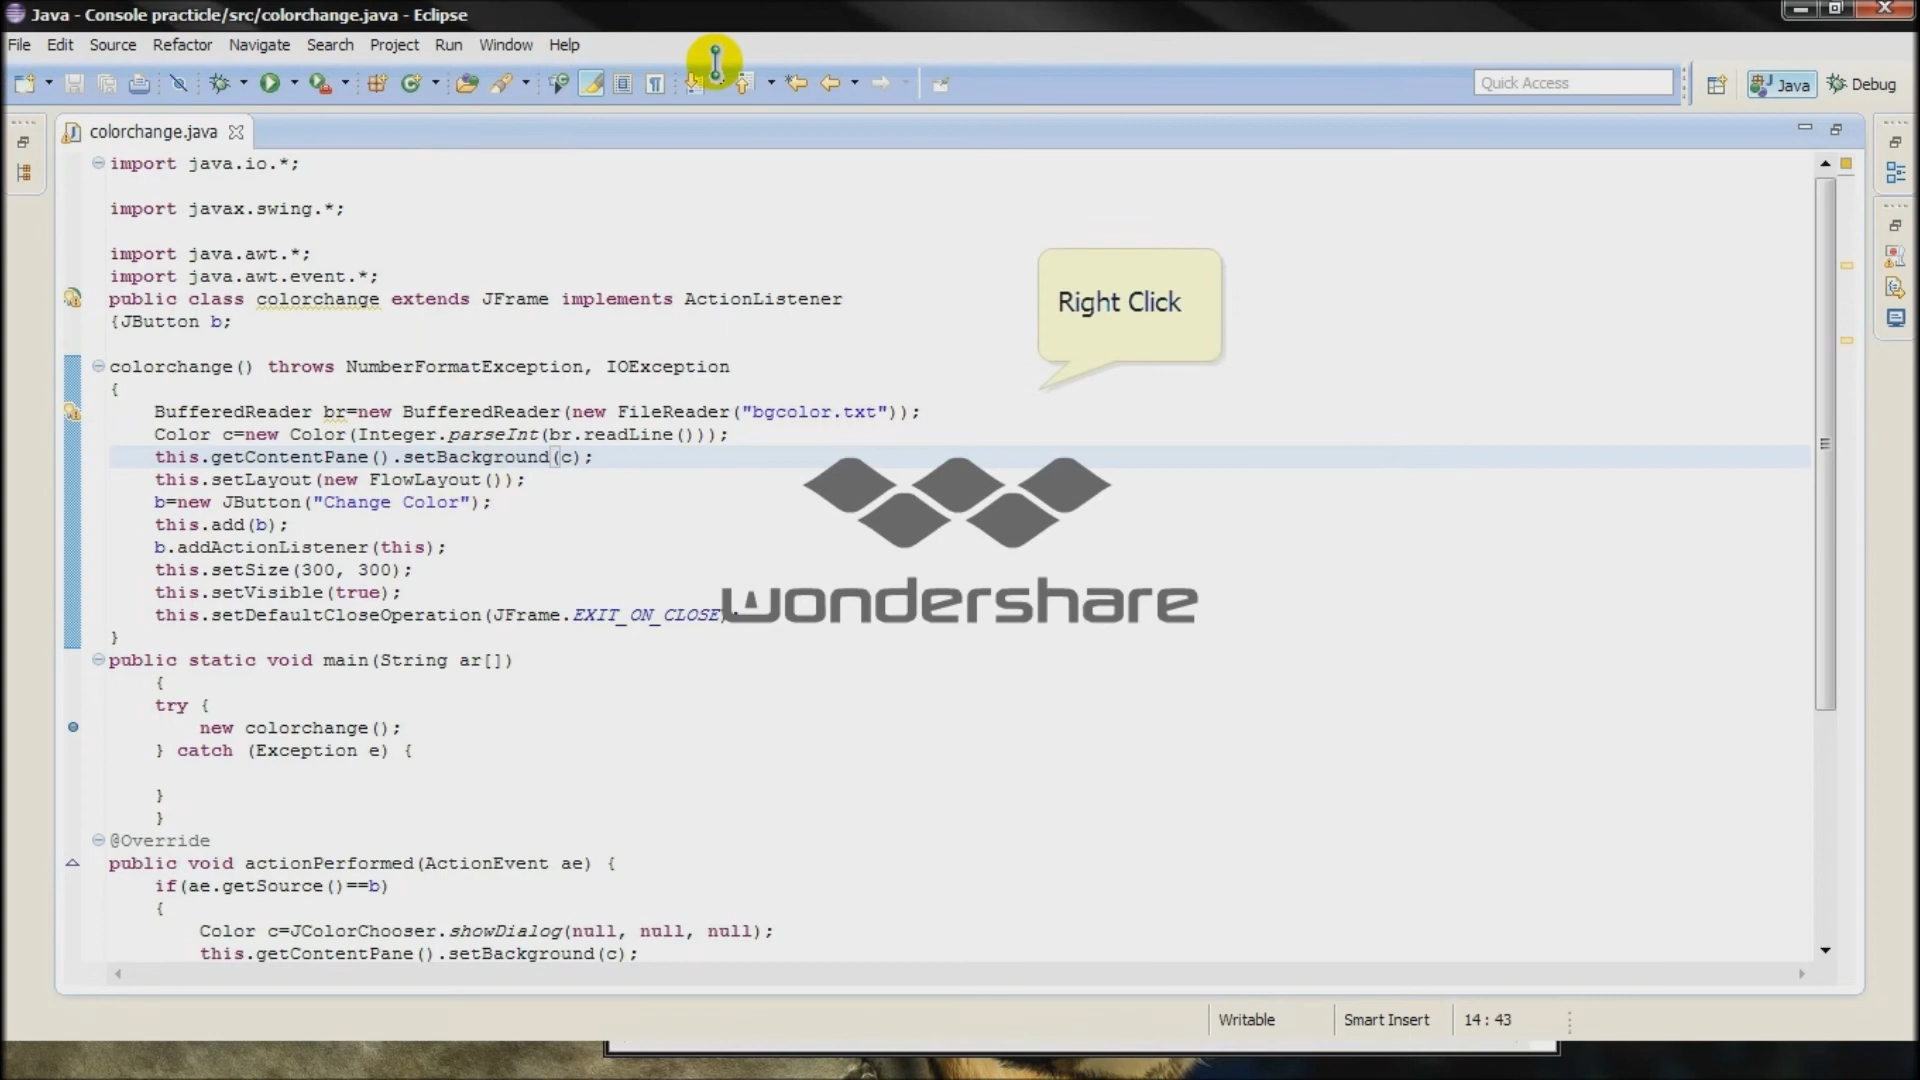 Java - Console practicle/src/colorchange.java - Eclipse
File Edit Source Refactor Navigate Search Project Run Window Help
Quick Access
Java
Debug
colorchange.java
import java.io.*;
import javax.swing.*;
import java.awt.*;
import java.awt.event.*;
public class colorchange extends JFrame implements ActionListener
{JButton b;
Right Click
colorchange() throws NumberFormatException, IOException
{
BufferedReader br=new BufferedReader(new FileReader("bgcolor.txt"));
Color c=new Color(Integer.parseInt(br.readLine()));
this.getContentPane().setBackground(c);
this.setLayout(new FlowLayout());
b=new JButton("Change Color");
this.add(b);
b.addActionListener(this);
this.setSize(300, 300);
this.setVisible(true);
this.setDefaultCloseOperation(JFrame.EXIT_ON_CLOSE);
wondershare
}
public static void main(String ar[])
{
try {
new colorchange();
} catch (Exception e) {
}
}
@Override
public void actionPerformed(ActionEvent ae) {
if(ae.getSource()==b)
{
Color c=JColorChooser.showDialog(null, null, null);
this.getContentPane().setBackground(c);
Writable
Smart Insert
14 : 43